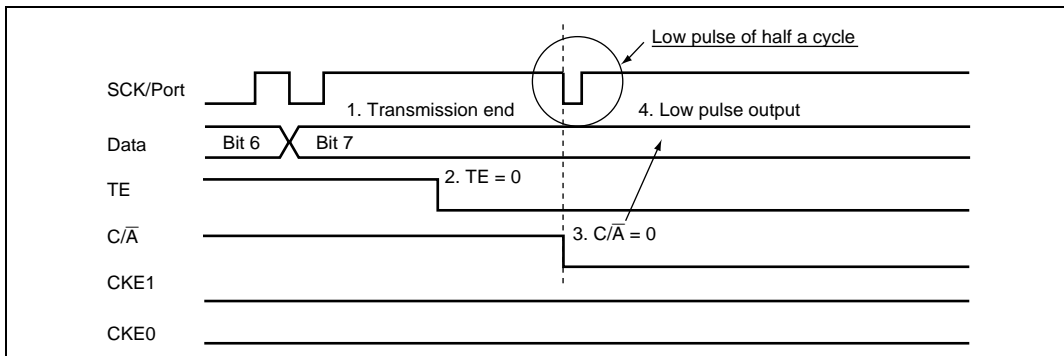 Low pulse of half a cycle
SCK/Port
1. Transmission end
4. Low pulse output
Data
Bit 6
Bit 7
TE
2. TE = 0
C/A̅
3. C/A̅ = 0
CKE1
CKE0